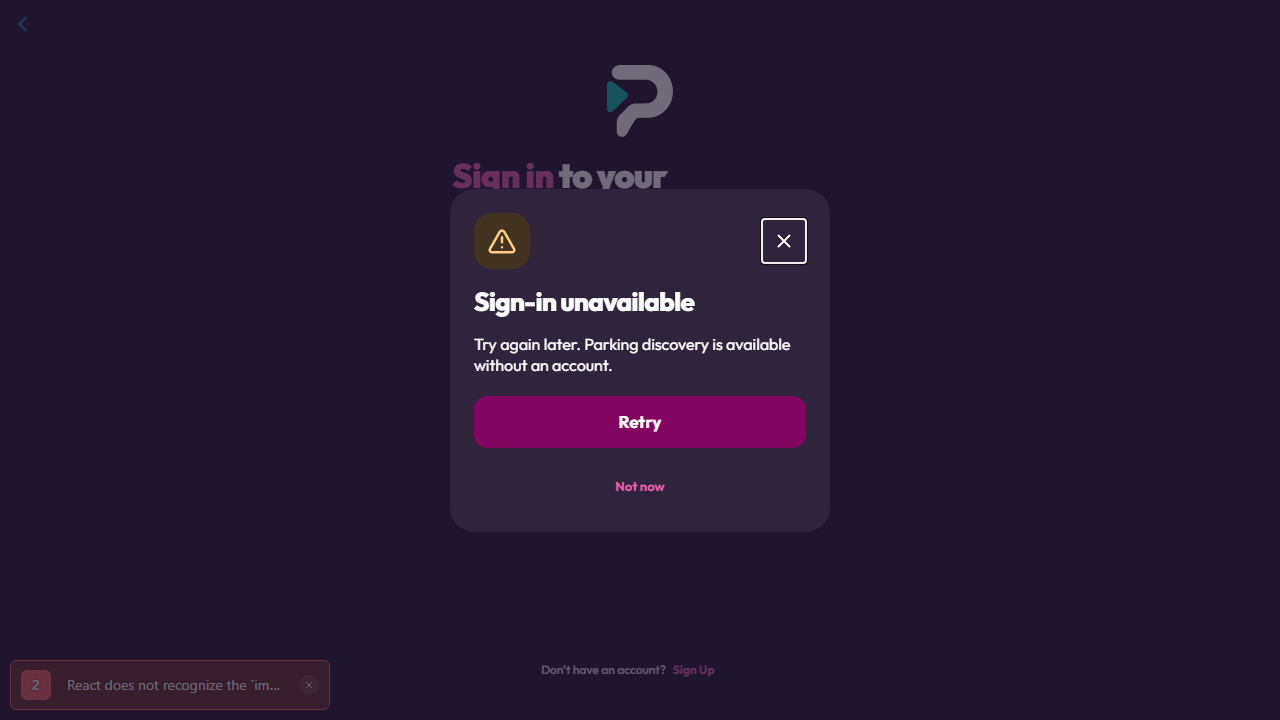 Sign in to your
Sign-in unavailable
Try again later. Parking discovery is available
without an account.
Retry
Not now
Don't have an account? Sign Up
2 React does not recognize the `im...